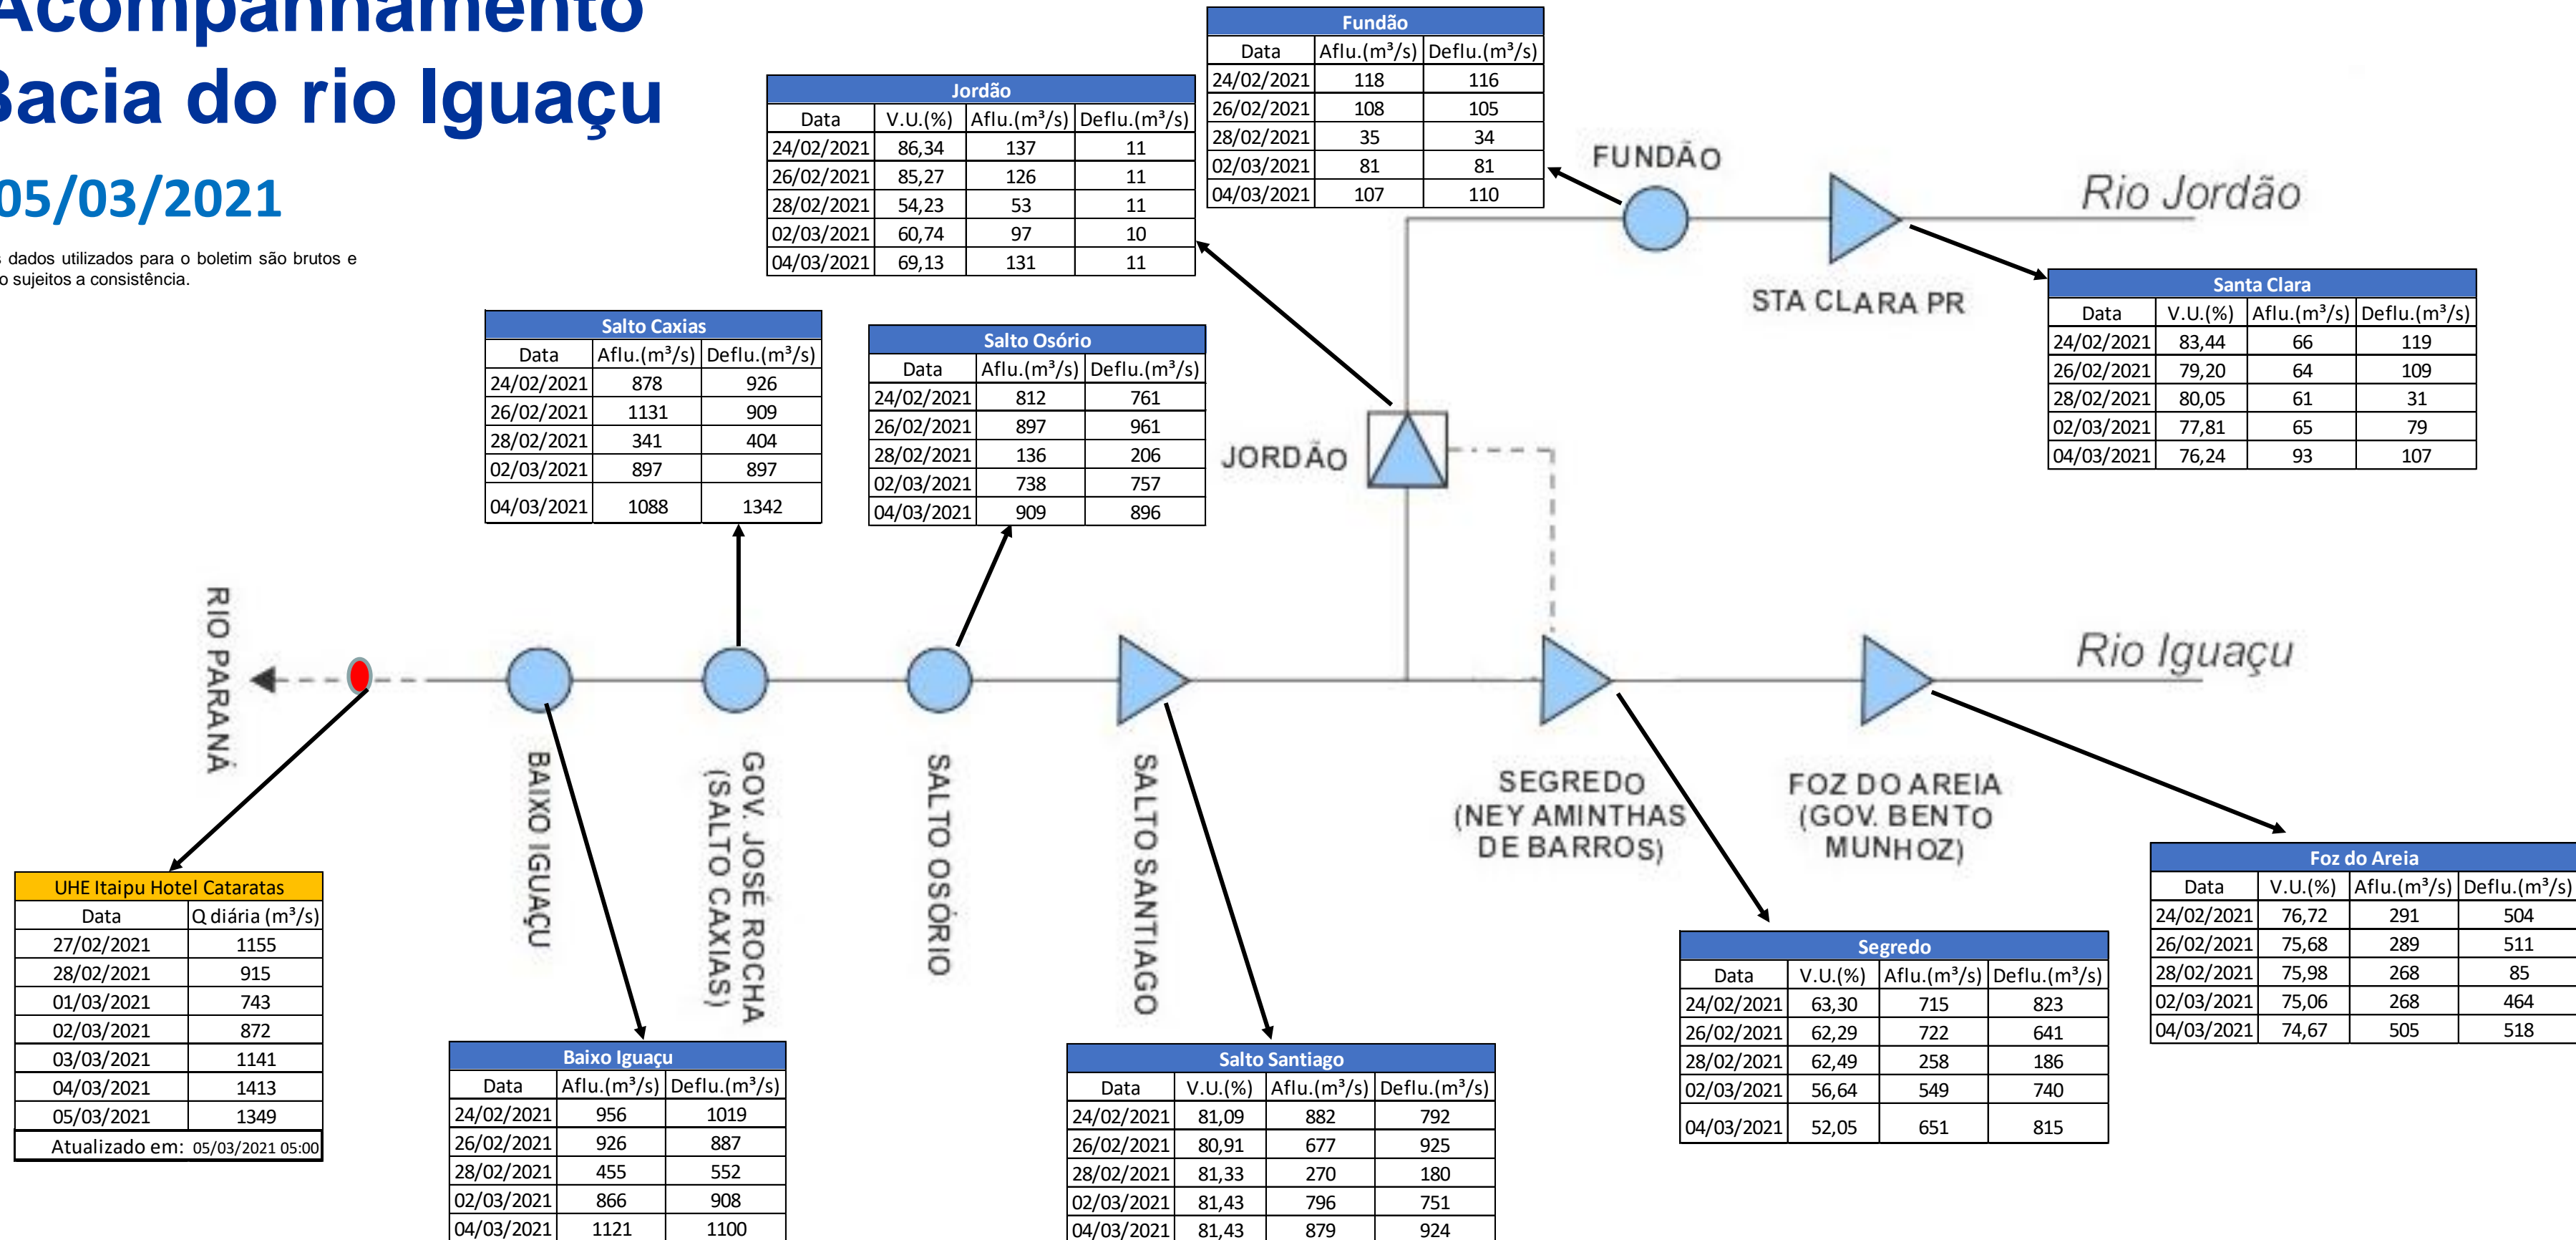 Acompanhamento
Bacia do rio Iguaçu
05/03/2021
s dados utilizados para o boletim são brutos e
o sujeitos a consistência.
Fundão
Data Aflu.(m³/s) Deflu.(m³/s)
24/02/2021 118 116
26/02/2021 108 105
28/02/2021 35 34
02/03/2021 81 81
04/03/2021 107 110
Jordão
Data V.U.(%) Aflu.(m³/s) Deflu.(m³/s)
24/02/2021 86,34 137 11
26/02/2021 85,27 126 11
28/02/2021 54,23 53 11
02/03/2021 60,74 97 10
04/03/2021 69,13 131 11
FUNDÃO
Rio Jordão
STA CLARA PR
Santa Clara
Data V.U.(%) Aflu.(m³/s) Deflu.(m³/s)
24/02/2021 83,44 66 119
26/02/2021 79,20 64 109
28/02/2021 80,05 61 31
02/03/2021 77,81 65 79
04/03/2021 76,24 93 107
Salto Caxias
Data Aflu.(m³/s) Deflu.(m³/s)
24/02/2021 878 926
26/02/2021 1131 909
28/02/2021 341 404
02/03/2021 897 897
04/03/2021 1088 1342
Salto Osório
Data Aflu.(m³/s) Deflu.(m³/s)
24/02/2021 812 761
26/02/2021 897 961
28/02/2021 136 206
02/03/2021 738 757
04/03/2021 909 896
JORDÃO
RIO PARANÁ
Rio Iguaçu
BAIXO IGUAÇU
GOV. JOSÉ ROCHA
(SALTO CAXIAS)
SALTO OSÓRIO
SALTO SANTIAGO
SEGREDO
(NEY AMINTHAS
DE BARROS)
FOZ DO AREIA
(GOV. BENTO
MUNHOZ)
UHE Itaipu Hotel Cataratas
Data Q diária (m³/s)
27/02/2021 1155
28/02/2021 915
01/03/2021 743
02/03/2021 872
03/03/2021 1141
04/03/2021 1413
05/03/2021 1349
Atualizado em: 05/03/2021 05:00
Baixo Iguaçu
Data Aflu.(m³/s) Deflu.(m³/s)
24/02/2021 956 1019
26/02/2021 926 887
28/02/2021 455 552
02/03/2021 866 908
04/03/2021 1121 1100
Salto Santiago
Data V.U.(%) Aflu.(m³/s) Deflu.(m³/s)
24/02/2021 81,09 882 792
26/02/2021 80,91 677 925
28/02/2021 81,33 270 180
02/03/2021 81,43 796 751
04/03/2021 81,43 879 924
Segredo
Data V.U.(%) Aflu.(m³/s) Deflu.(m³/s)
24/02/2021 63,30 715 823
26/02/2021 62,29 722 641
28/02/2021 62,49 258 186
02/03/2021 56,64 549 740
04/03/2021 52,05 651 815
Foz do Areia
Data V.U.(%) Aflu.(m³/s) Deflu.(m³/s)
24/02/2021 76,72 291 504
26/02/2021 75,68 289 511
28/02/2021 75,98 268 85
02/03/2021 75,06 268 464
04/03/2021 74,67 505 518